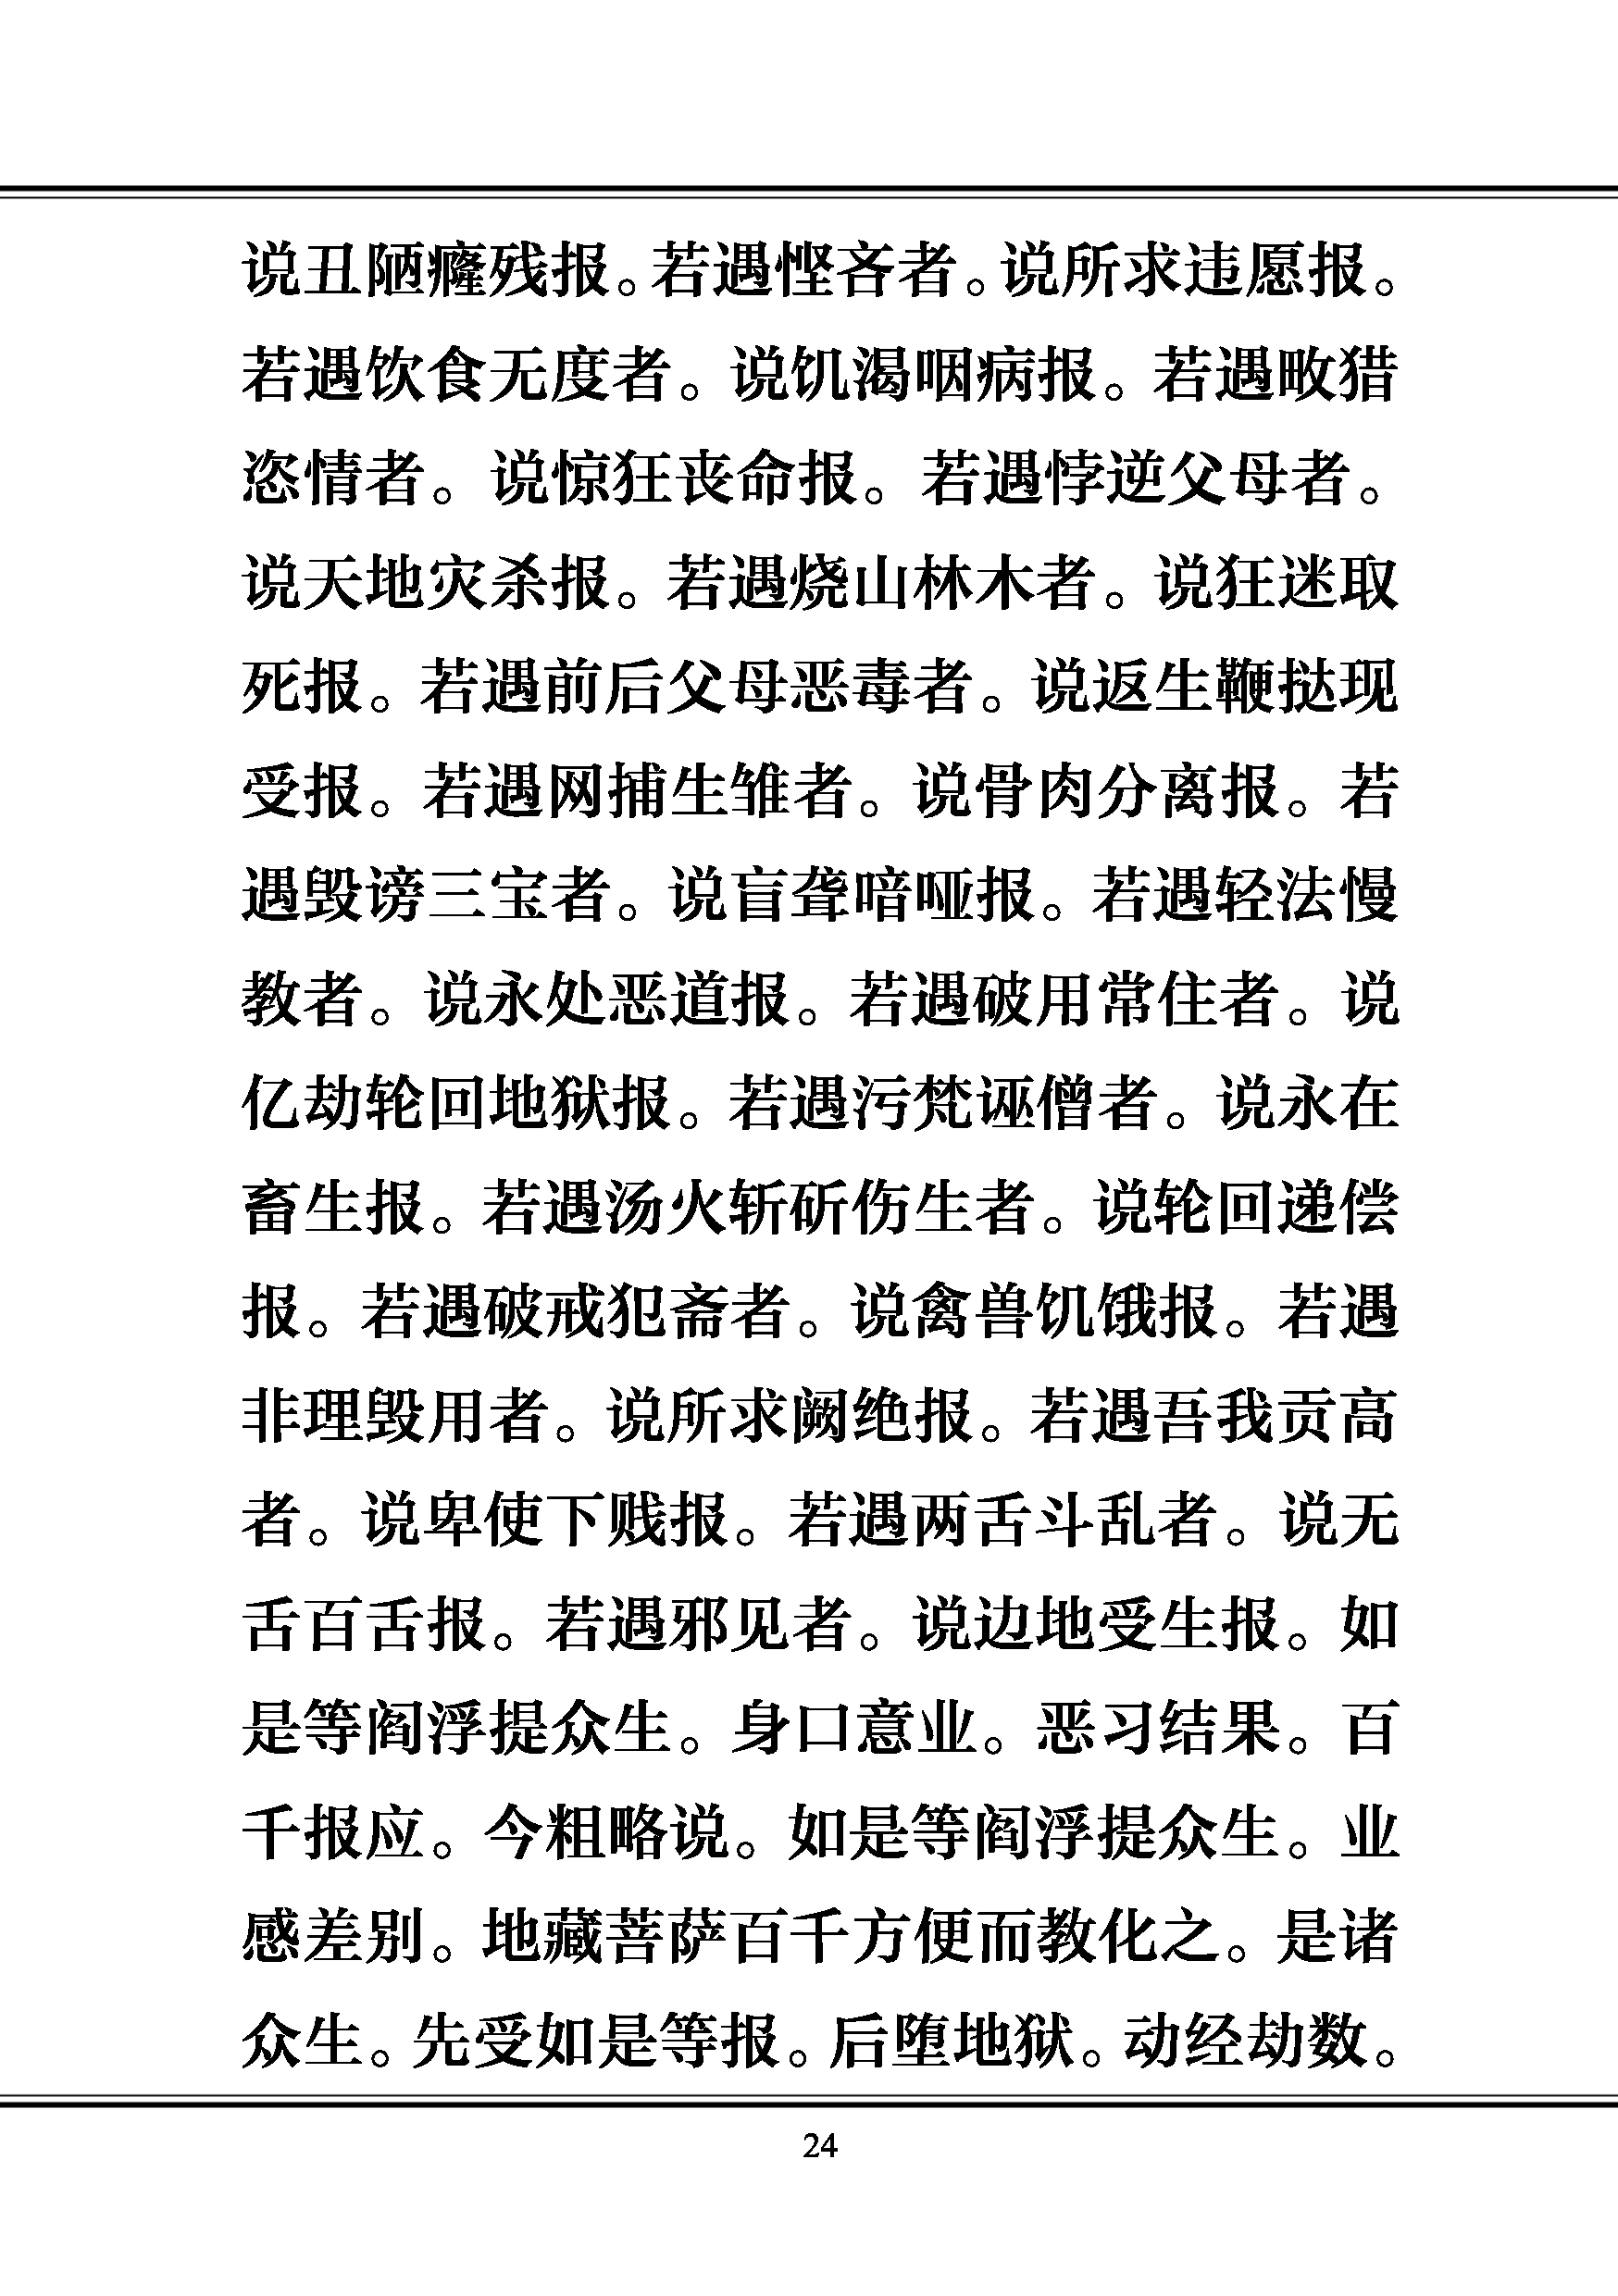 说丑陋癃残报。若遇悭吝者。说所求违愿报。
若遇饮食无度者。说饥渴咽病报。若遇畋猎
恣情者。说惊狂丧命报。若遇悖逆父母者。
说天地灾杀报。若遇烧山林木者。说狂迷取
死报。若遇前后父母恶毒者。说返生鞭挞现
受报。若遇网捕生雏者。说骨肉分离报。若
遇毁谤三宝者。说盲聋喑哑报。若遇轻法慢
教者。说永处恶道报。若遇破用常住者。说
亿劫轮回地狱报。若遇污梵诬僧者。说永在
畜生报。若遇汤火斩斫伤生者。说轮回递偿
报。若遇破戒犯斋者。说禽兽饥饿报。若遇
非理毁用者。说所求阙绝报。若遇吾我贡高
者。说卑使下贱报。若遇两舌斗乱者。说无
舌百舌报。若遇邪见者。说边地受生报。如
是等阎浮提众生。身口意业。恶习结果。百
千报应。今粗略说。如是等阎浮提众生。业
感差别。地藏菩萨百千方便而教化之。是诸
众生。先受如是等报。后堕地狱。动经劫数。
24